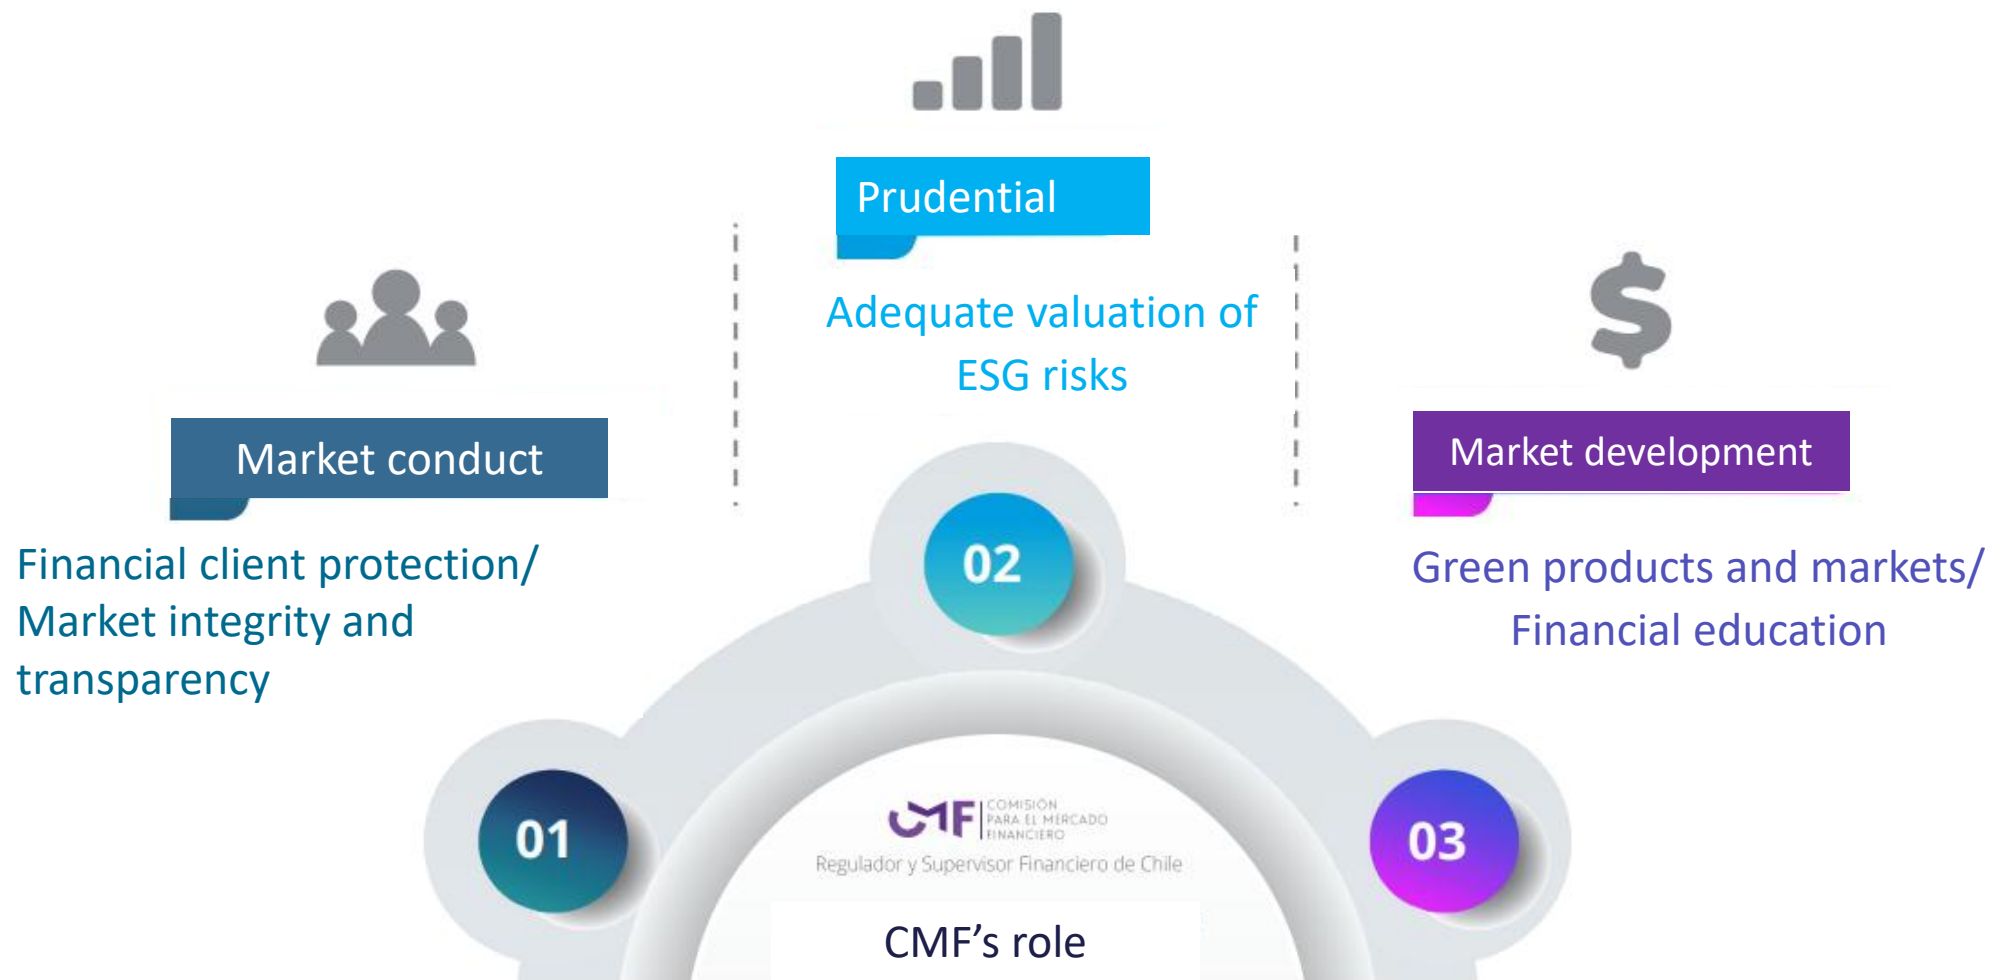 Prudential
Adequate valuation of
ESG risks
Market conduct
Financial client protection/
Market integrity and
transparency
Market development
Green products and markets/
Financial education
02
01
03
CMF
COMISIÓN
PARA EL MERCADO
FINANCIERO
Regulador y Supervisor Financiero de Chile
CMF’s role